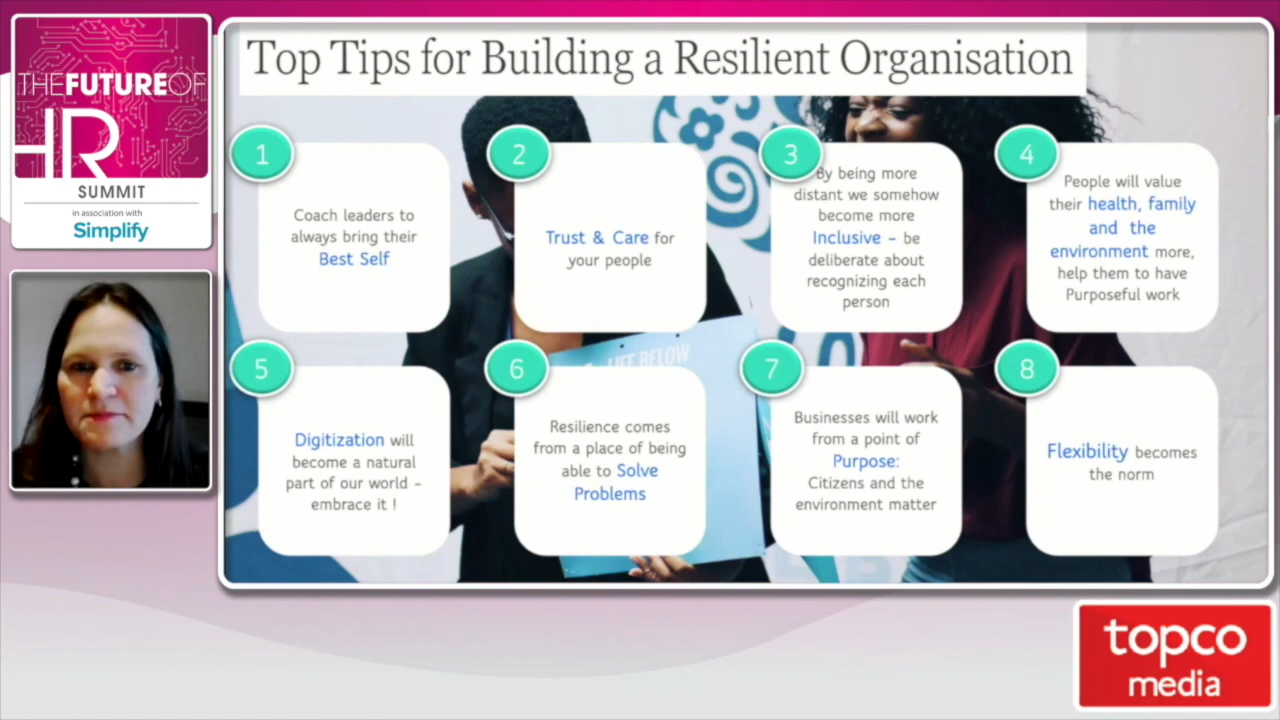 THEFUTUREOF
HR
SUMMIT
in association with
Simplify
Top Tips for Building a Resilient Organisation
1
Coach leaders to
always bring their
Best Self
2
Trust & Care for
your people
3
By being more
distant we somehow
become more
Inclusive – be
deliberate about
recognizing each
person
4
People will value
their health, family
and the
environment more,
help them to have
Purposeful work
5
Digitization will
become a natural
part of our world –
embrace it !
6
Resilience comes
from a place of being
able to Solve
Problems
7
Businesses will work
from a point of
Purpose:
Citizens and the
environment matter
8
Flexibility becomes
the norm
LIFE BELOW
topco
media